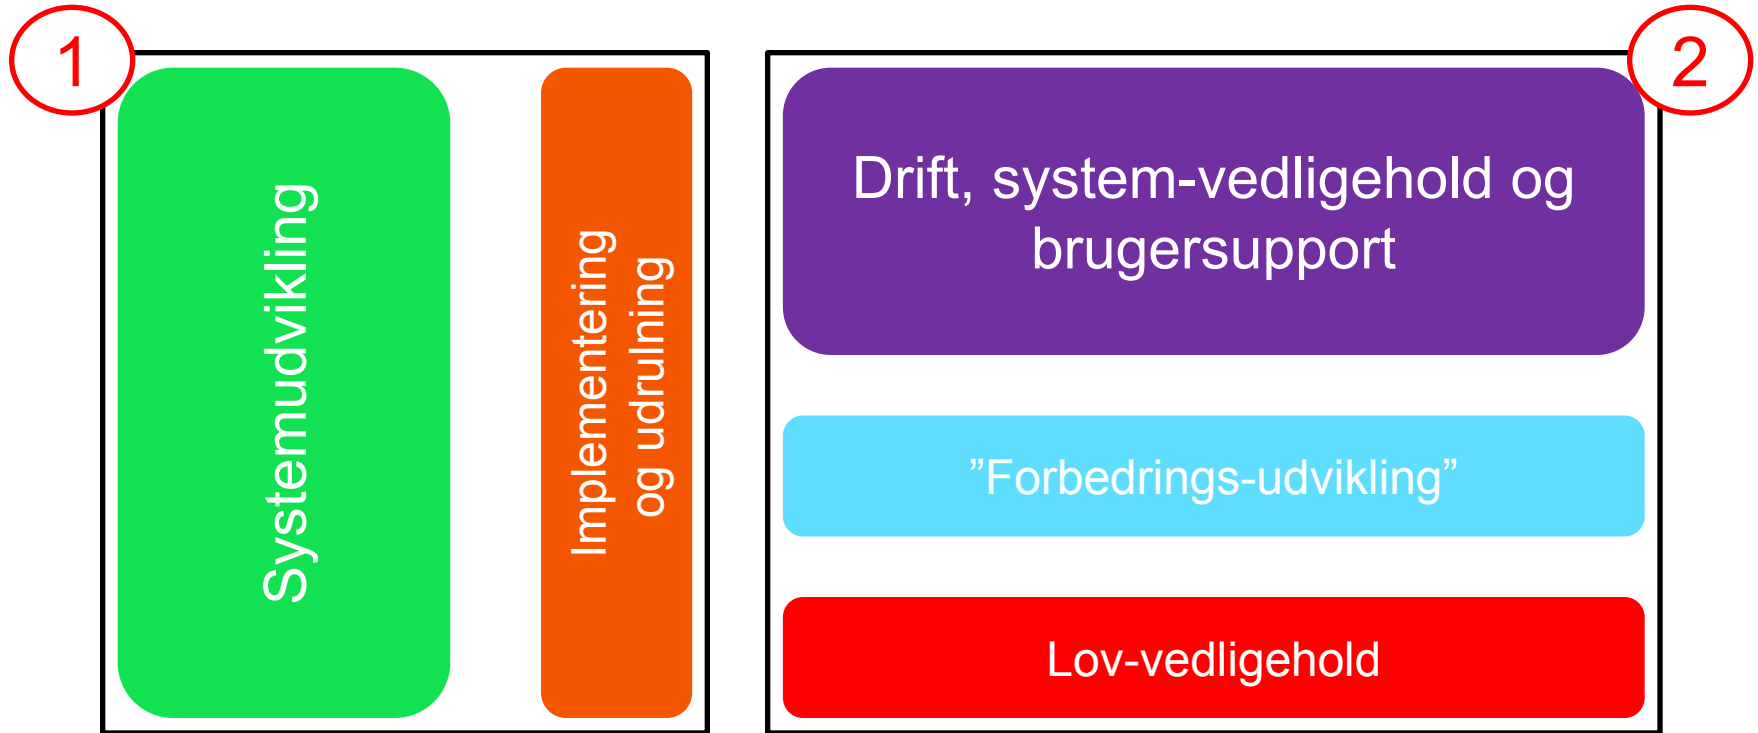 1
Systemudvikling
Implementering
og udrulning
2
Drift, system-vedligehold og
brugersupport
”Forbedrings-udvikling”
Lov-vedligehold